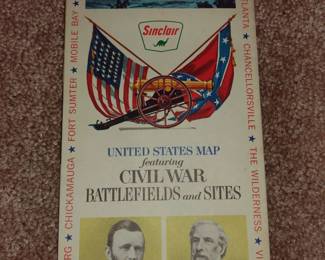 Sinclair
UNITED STATES MAP
featuring
CIVIL WAR
BATTLEFIELDS and SITES
CHICKAMAUGA ★ FORT SUMTER ★ MOBILE BAY
ATLANTA ★ CHANCELLORSVILLE ★ THE WILDERNESS ★